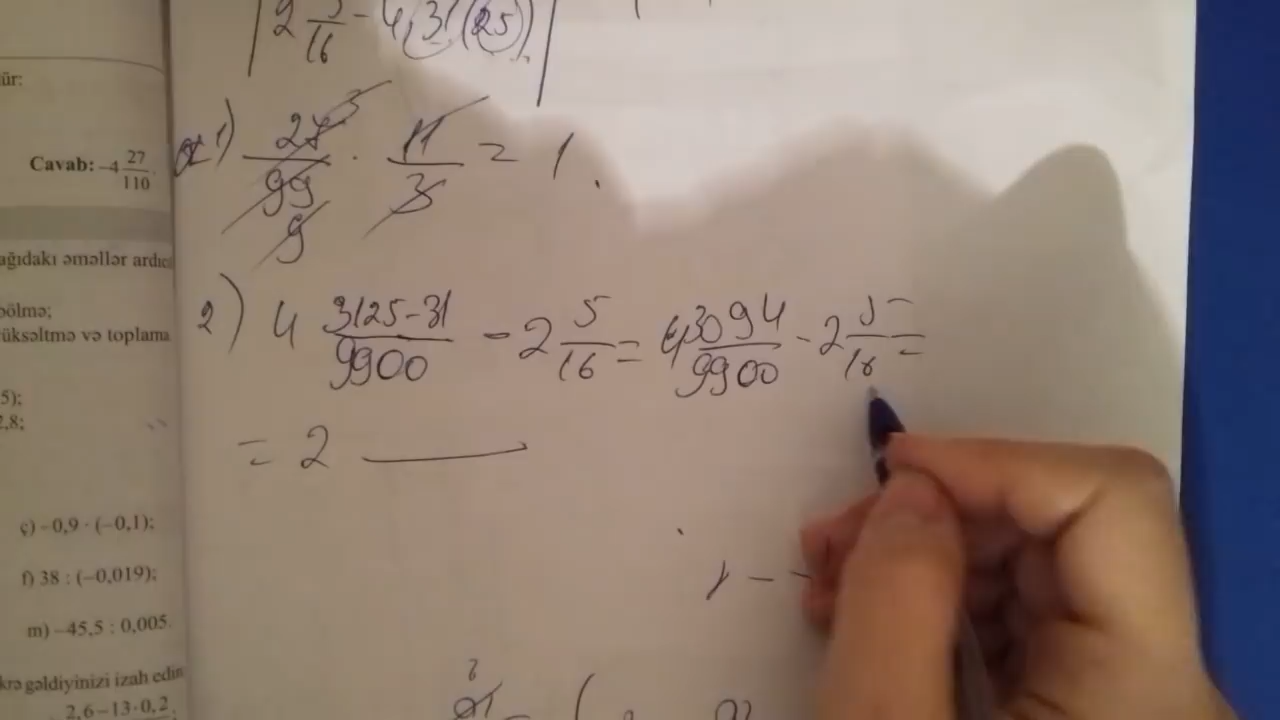 |2 5/16 - 4,31(25)|
ür:
1) 27/99 · 11/3 = 1.
Cavab: -4 27/110.
ağıdakı əməllər ardıc
2) 4 3125-31/9900 - 2 5/16 = 4 3094/9900 - 2 5/16 =
bölmə;
üksəltmə və toplama
5);
2,8;
= 2
ç) -0,9 · (-0,1);
f) 38 : (-0,019);
m) -45,5 : 0,005.
krə gəldiyinizi izah edin
2,6-13·0,2